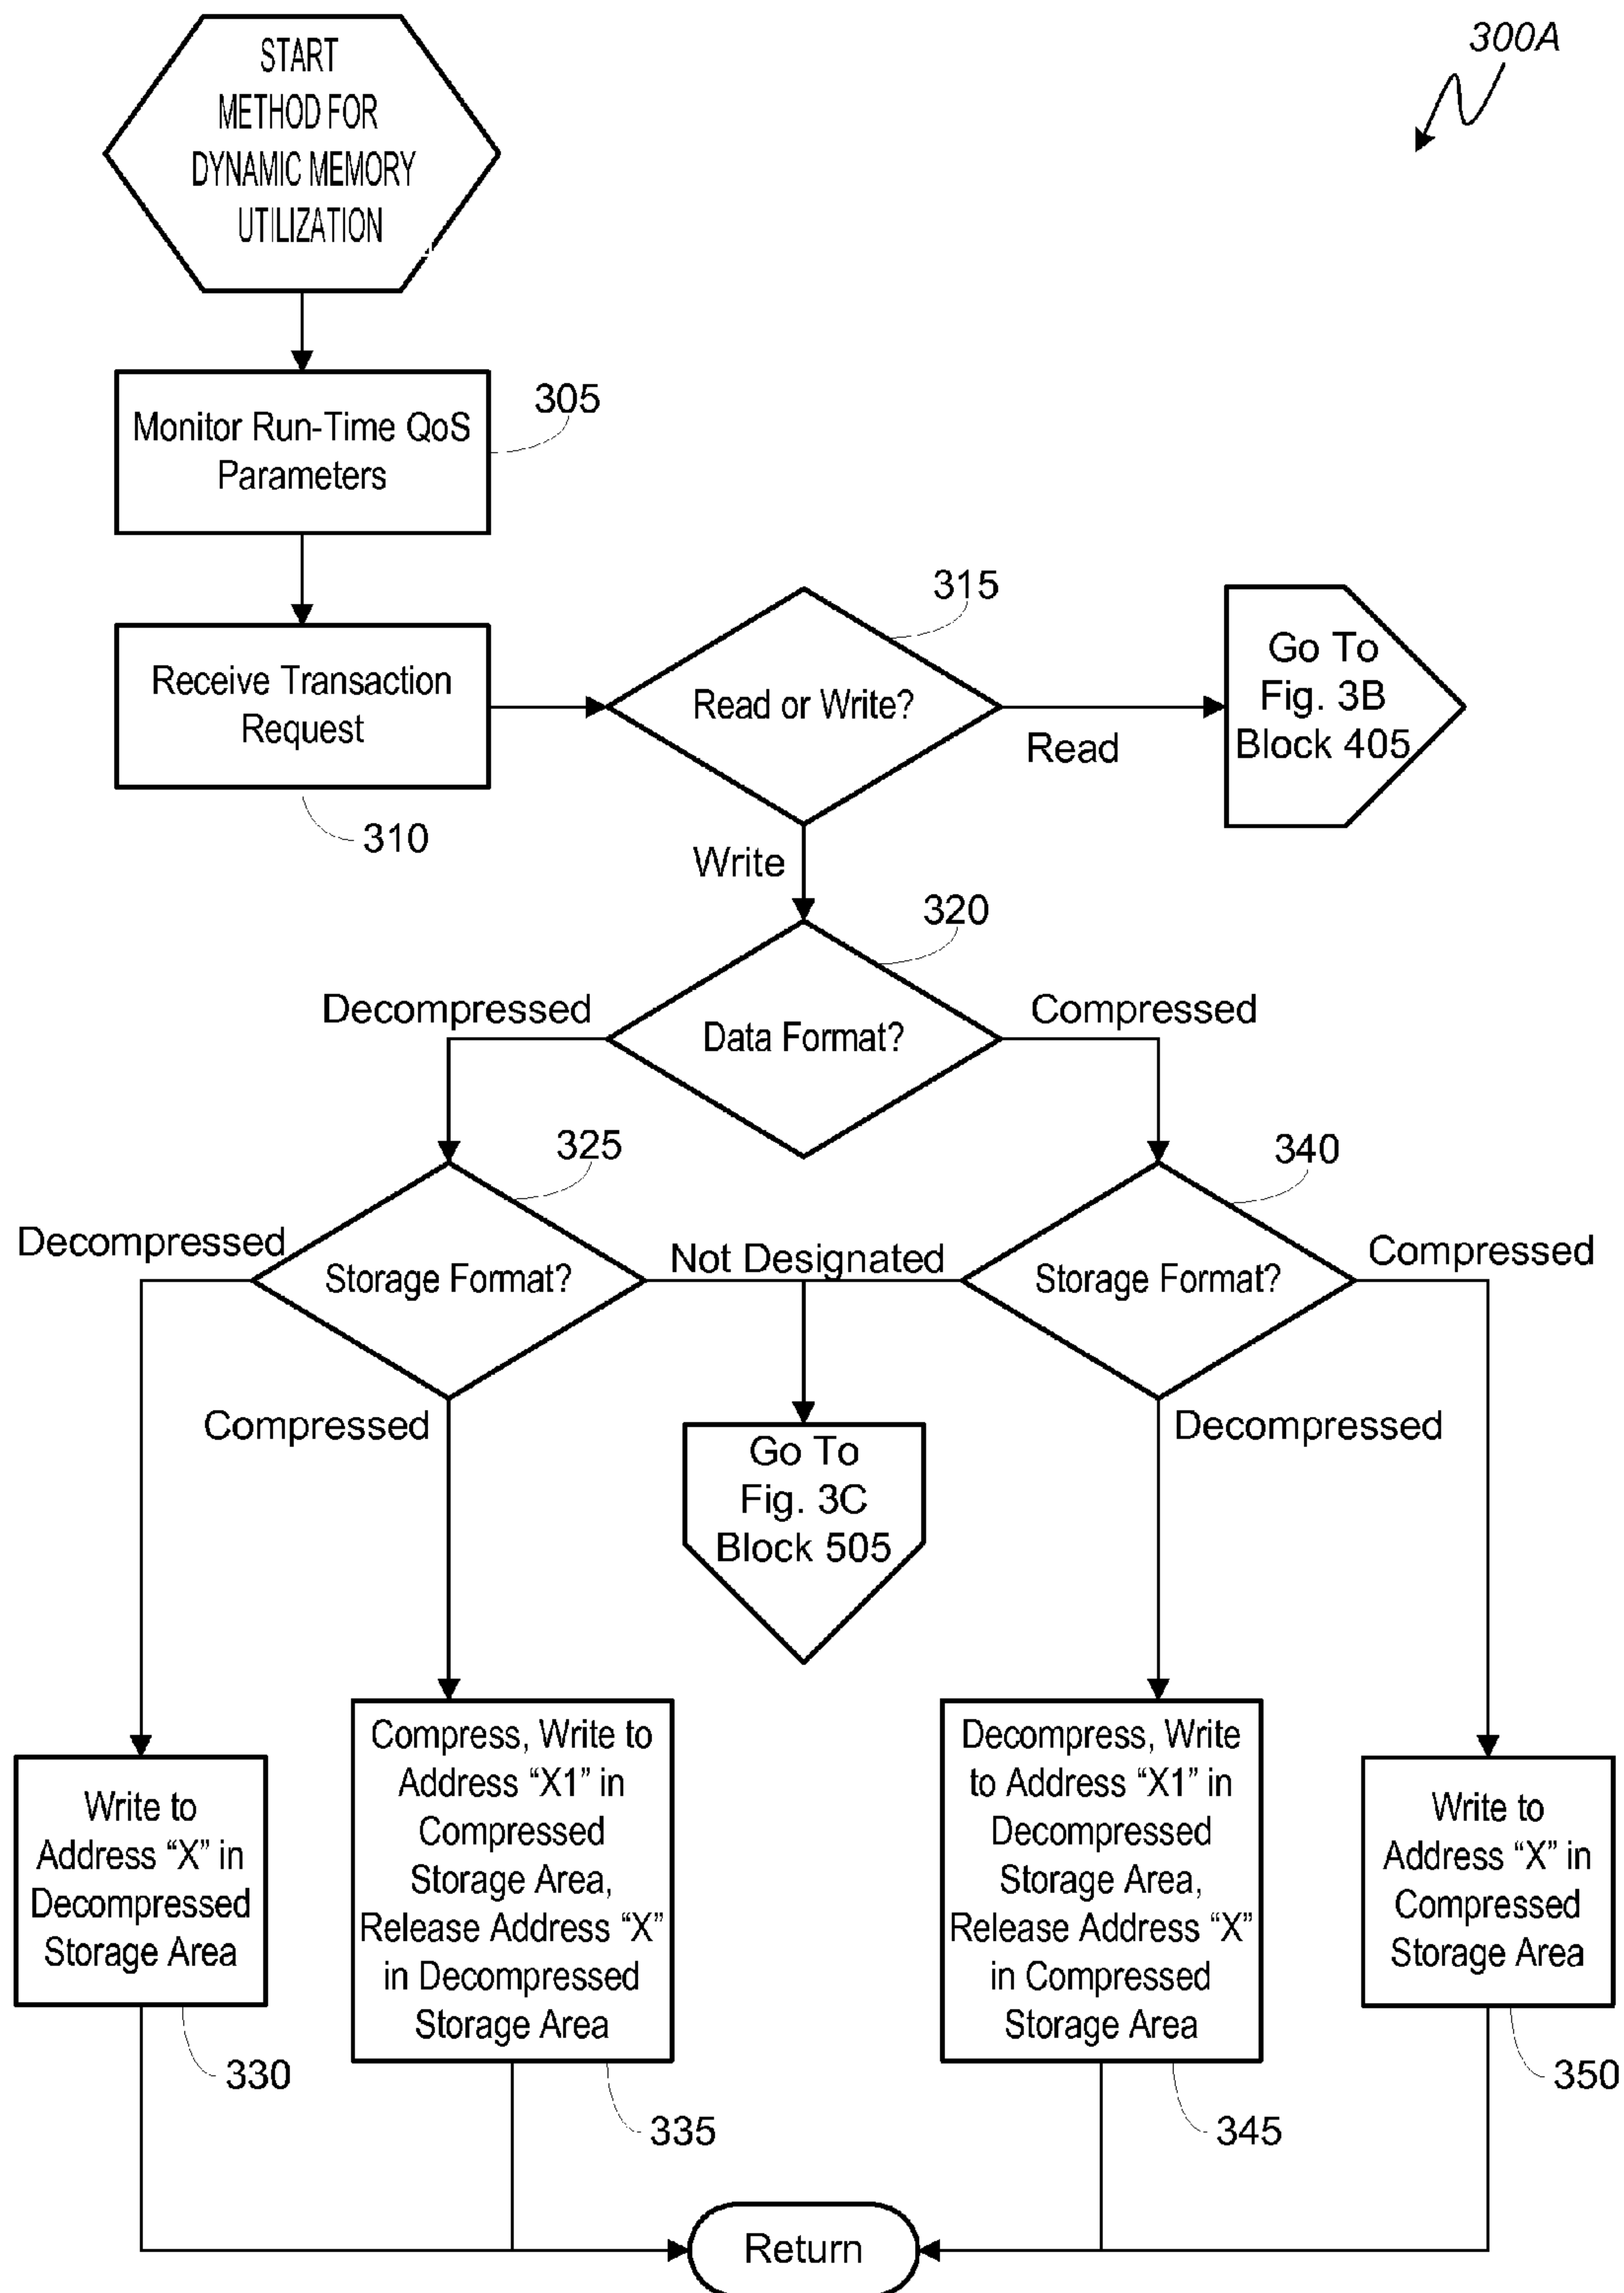 300A
START
METHOD FOR
DYNAMIC MEMORY
UTILIZATION
305
Monitor Run-Time QoS
Parameters
315
Receive Transaction
Request
310
Read or Write?
Read
Go To
Fig. 3B
Block 405
Write
320
Decompressed
Data Format?
Compressed
325
340
Decompressed
Storage Format?
Not Designated
Storage Format?
Compressed
Compressed
Decompressed
Go To
Fig. 3C
Block 505
Write to
Address “X” in
Decompressed
Storage Area
330
Compress, Write to
Address “X1” in
Compressed
Storage Area,
Release Address “X”
in Decompressed
Storage Area
335
Decompress, Write
to Address “X1” in
Decompressed
Storage Area,
Release Address “X”
in Compressed
Storage Area
345
Write to
Address “X” in
Compressed
Storage Area
350
Return